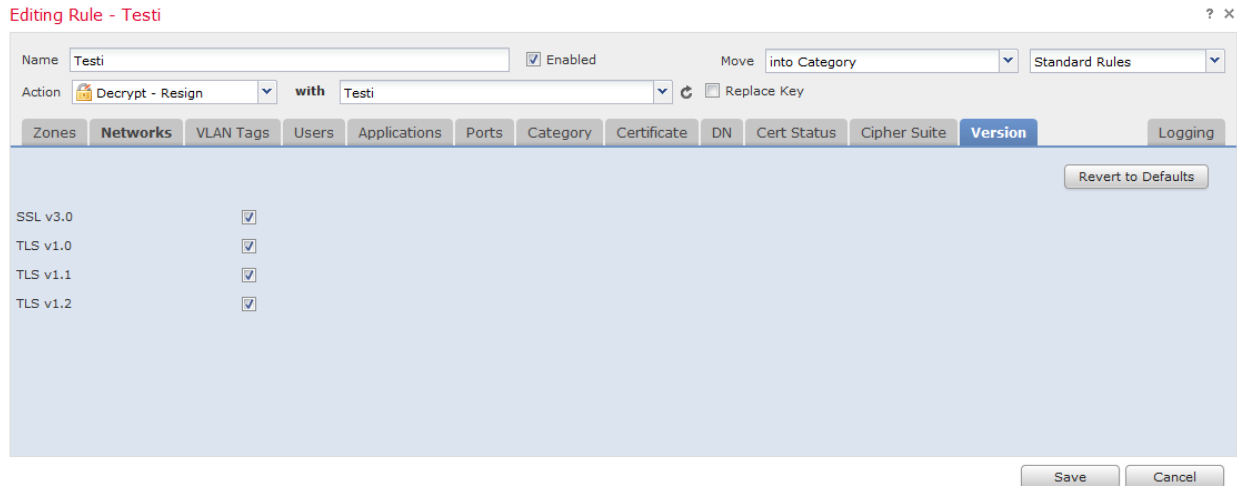 Editing Rule - Testi ? ×
Name Testi Enabled Move into Category Standard Rules
Action Decrypt - Resign with Testi Replace Key
Zones Networks VLAN Tags Users Applications Ports Category Certificate DN Cert Status Cipher Suite Version Logging
Revert to Defaults
SSL v3.0
TLS v1.0
TLS v1.1
TLS v1.2
Save Cancel